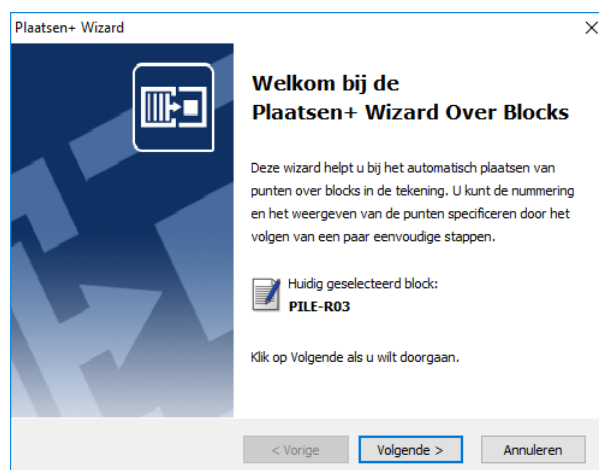 Plaatsen+ Wizard
Welkom bij de
Plaatsen+ Wizard Over Blocks
Deze wizard helpt u bij het automatisch plaatsen van
punten over blocks in de tekening. U kunt de nummering
en het weergeven van de punten specificeren door het
volgen van een paar eenvoudige stappen.
Huidig geselecteerd block:
PILE-R03
Klik op Volgende als u wilt doorgaan.
< Vorige
Volgende >
Annuleren